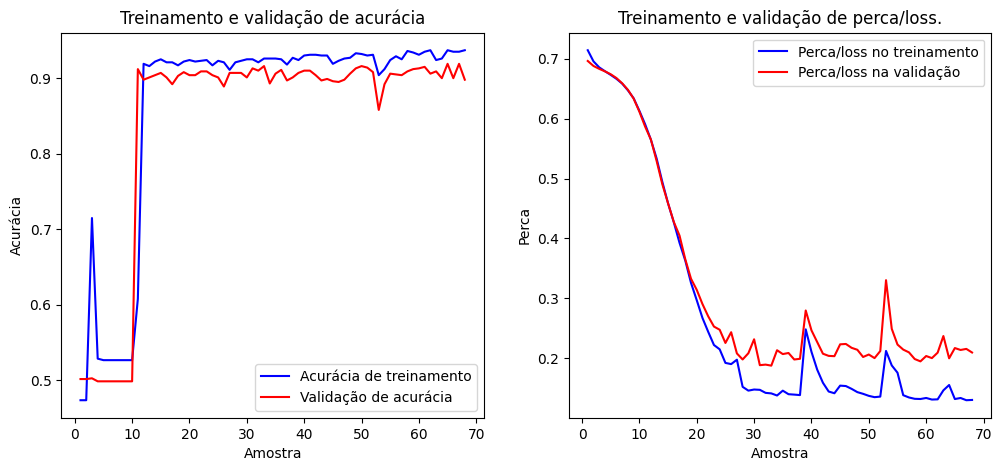 Treinamento e validação de acurácia
Acurácia
0.9
0.8
0.7
0.6
0.5
0 10 20 30 40 50 60 70
Amostra
Acurácia de treinamento
Validação de acurácia
Treinamento e validação de perca/loss.
Perca
0.7
0.6
0.5
0.4
0.3
0.2
0 10 20 30 40 50 60 70
Amostra
Perca/loss no treinamento
Perca/loss na validação